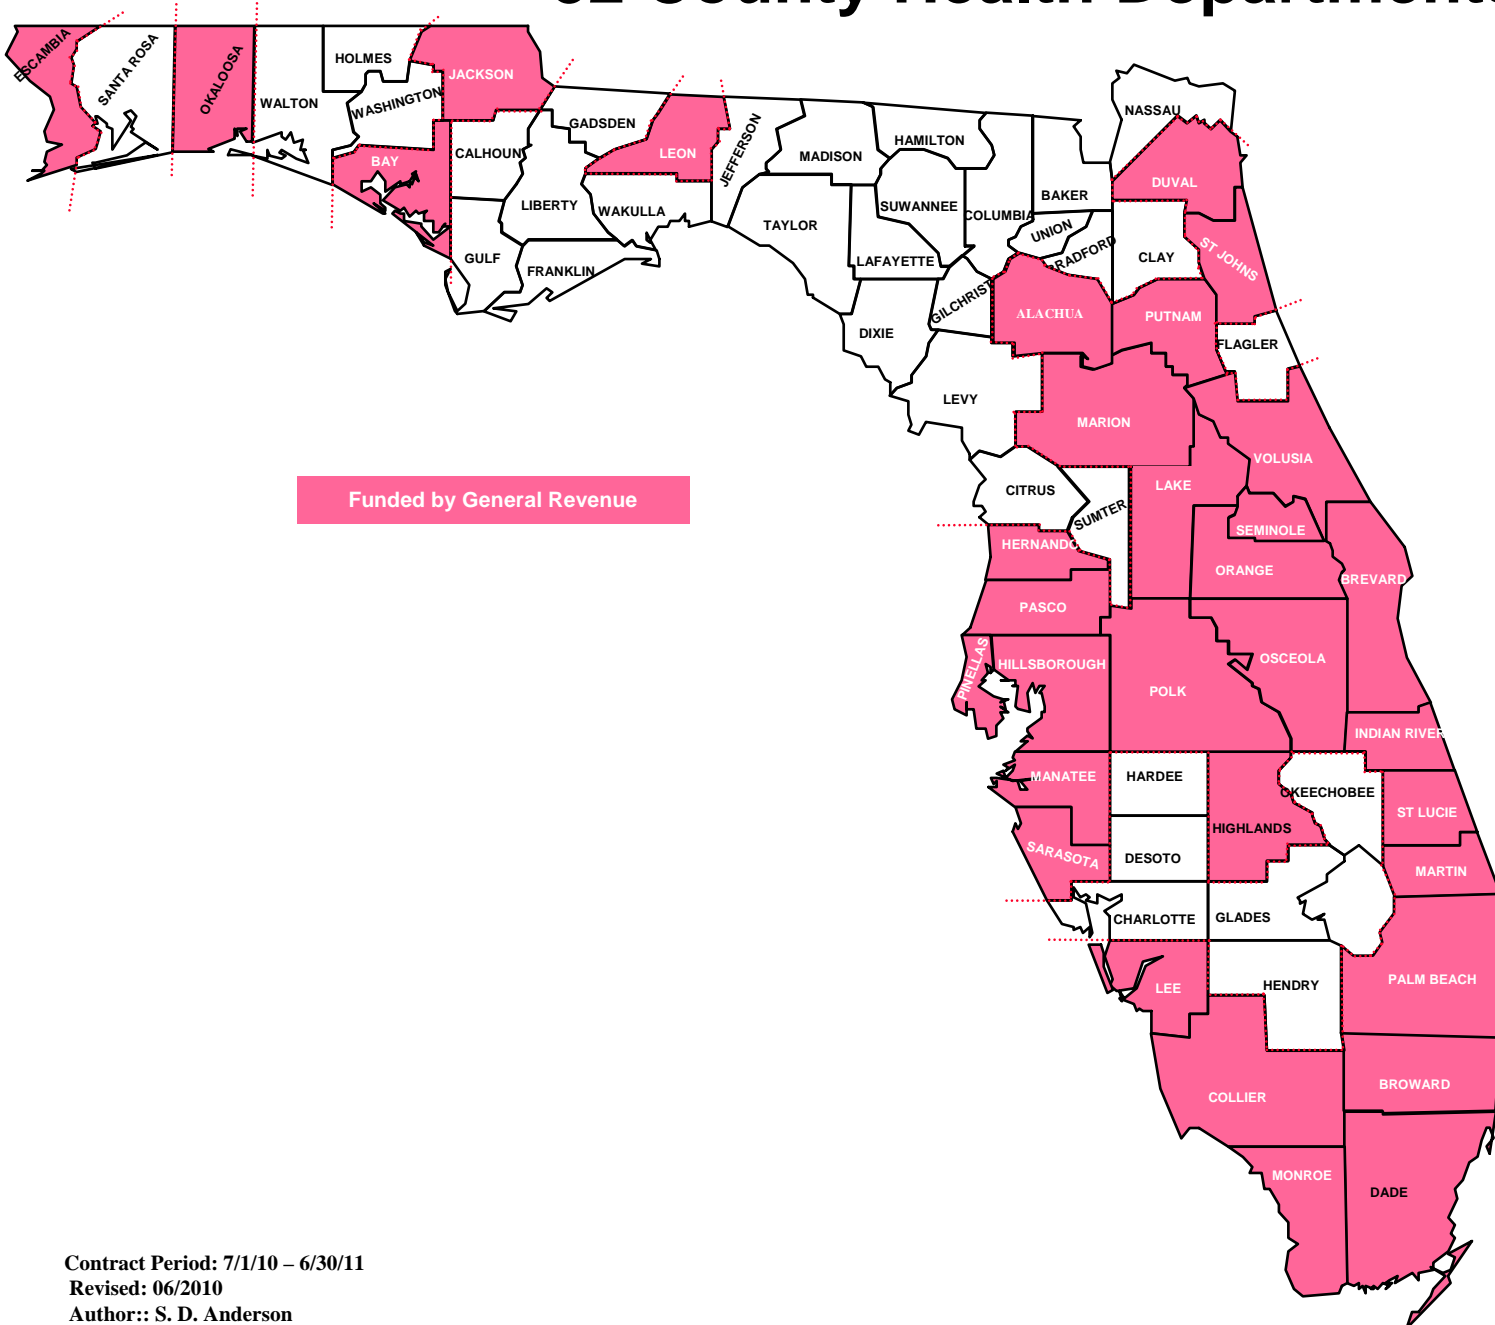 County Health Departments
ESCAMBIA
SANTA ROSA
OKALOOSA
WALTON
HOLMES
WASHINGTON
JACKSON
BAY
CALHOUN
GULF
GADSDEN
LIBERTY
FRANKLIN
LEON
WAKULLA
JEFFERSON
MADISON
TAYLOR
HAMILTON
SUWANNEE
LAFAYETTE
DIXIE
COLUMBIA
GILCHRIST
BAKER
UNION
RADFORD
NASSAU
DUVAL
CLAY
ST JOHNS
ALACHUA
PUTNAM
FLAGLER
LEVY
MARION
VOLUSIA
CITRUS
SUMTER
LAKE
SEMINOLE
HERNANDO
ORANGE
BREVARD
PASCO
PINELLAS
HILLSBOROUGH
POLK
OSCEOLA
INDIAN RIVER
MANATEE
HARDEE
OKEECHOBEE
ST LUCIE
HIGHLANDS
SARASOTA
DESOTO
MARTIN
CHARLOTTE
GLADES
LEE
HENDRY
PALM BEACH
COLLIER
BROWARD
MONROE
DADE
Funded by General Revenue
Contract Period: 7/1/10 – 6/30/11
Revised: 06/2010
Author:: S. D. Anderson